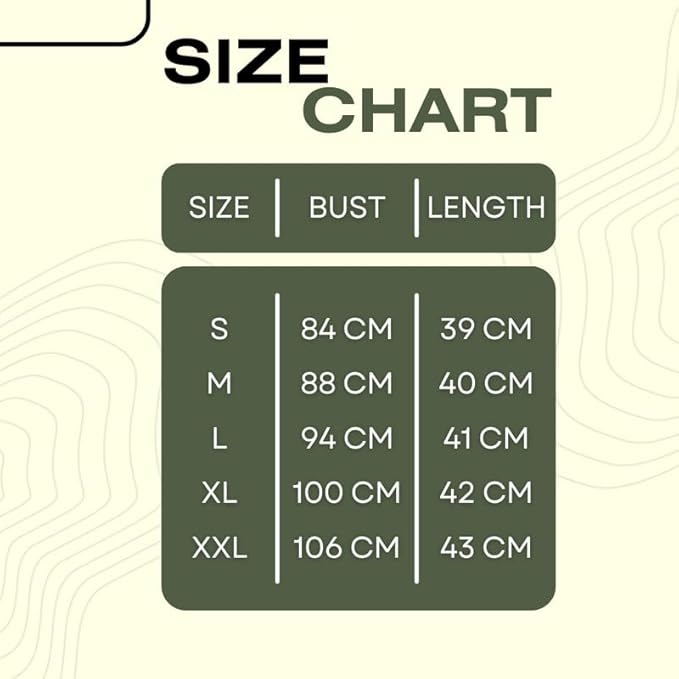 SIZE
CHART
SIZE BUST LENGTH
S 84 CM 39 CM
M 88 CM 40 CM
L 94 CM 41 CM
XL 100 CM 42 CM
XXL 106 CM 43 CM